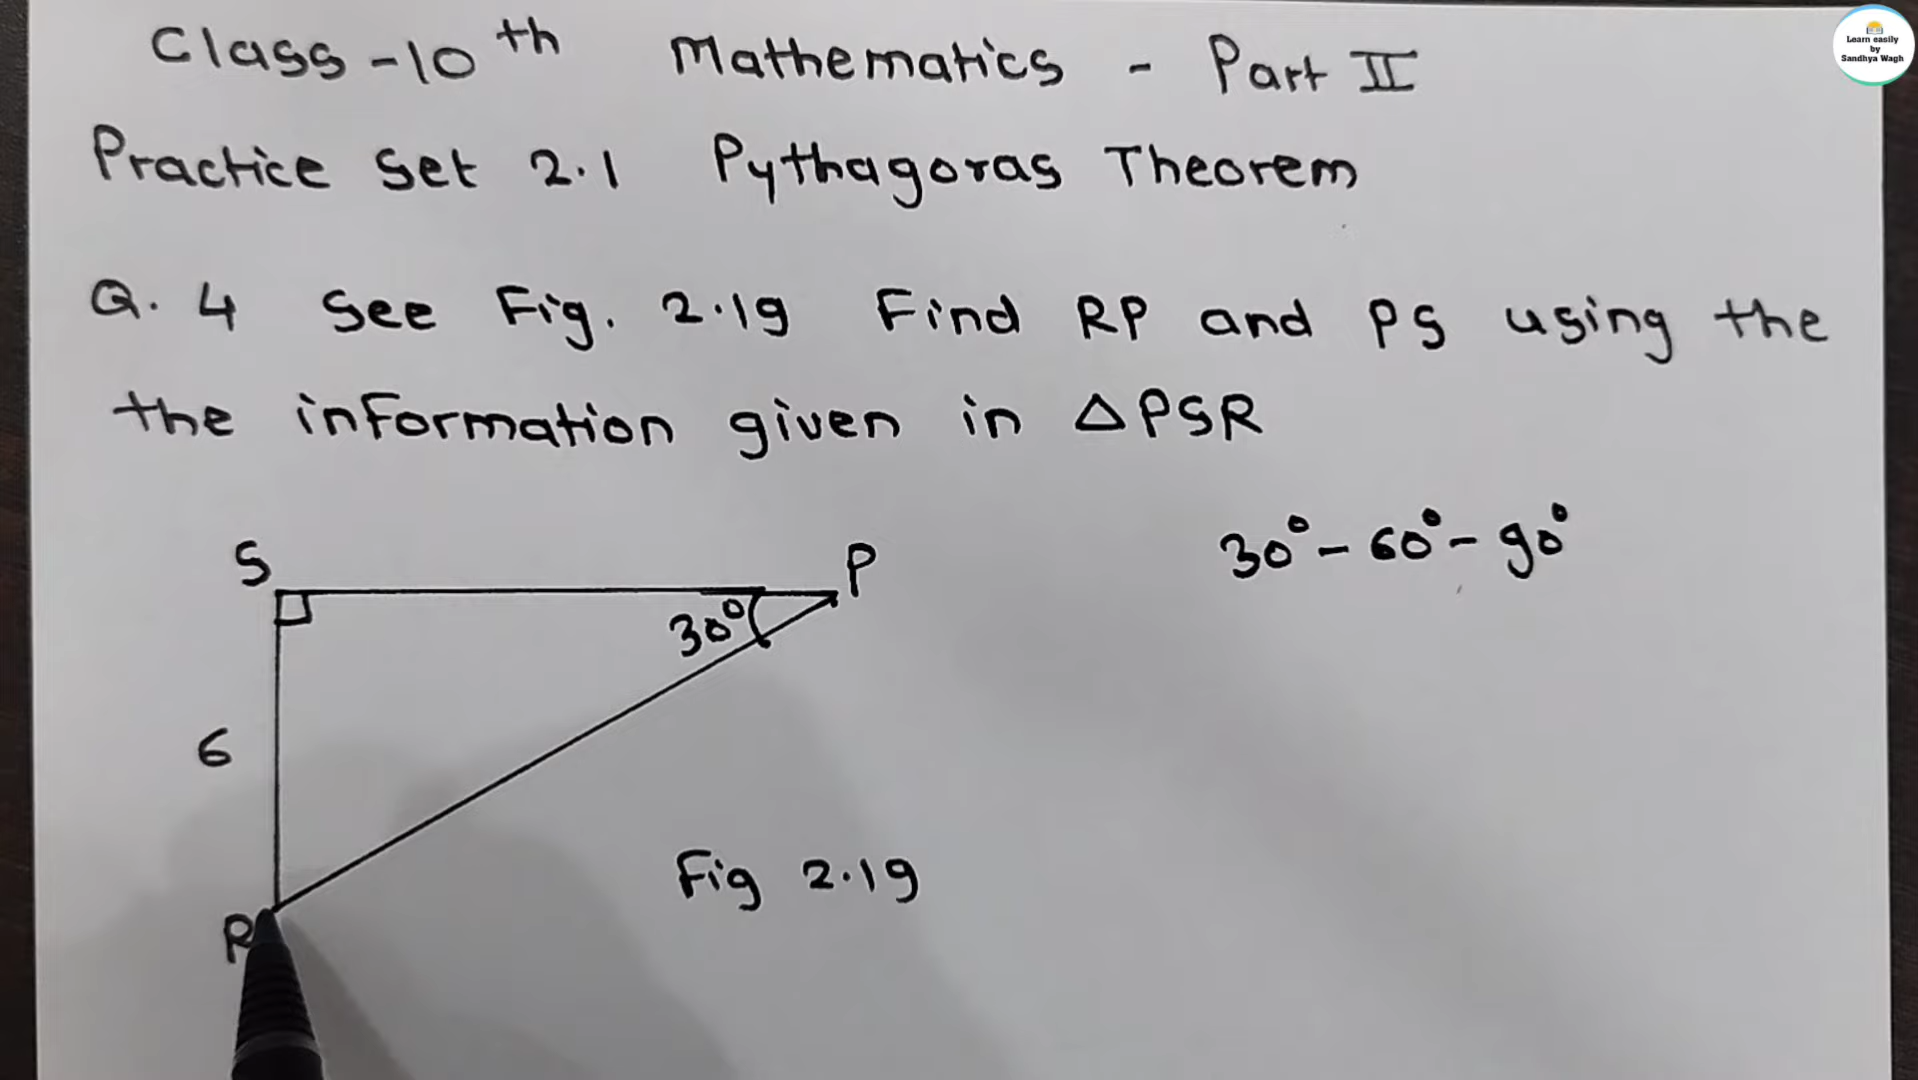 Class -10th Mathematics - Part II
Practice Set 2.1 Pythagoras Theorem
Q. 4 See Fig. 2.19 Find RP and PS using the
the information given in △PSR
30° - 60° - 90°
S
P
30°
6
Fig 2.19
R
Learn easily
by
Sandhya Wagh